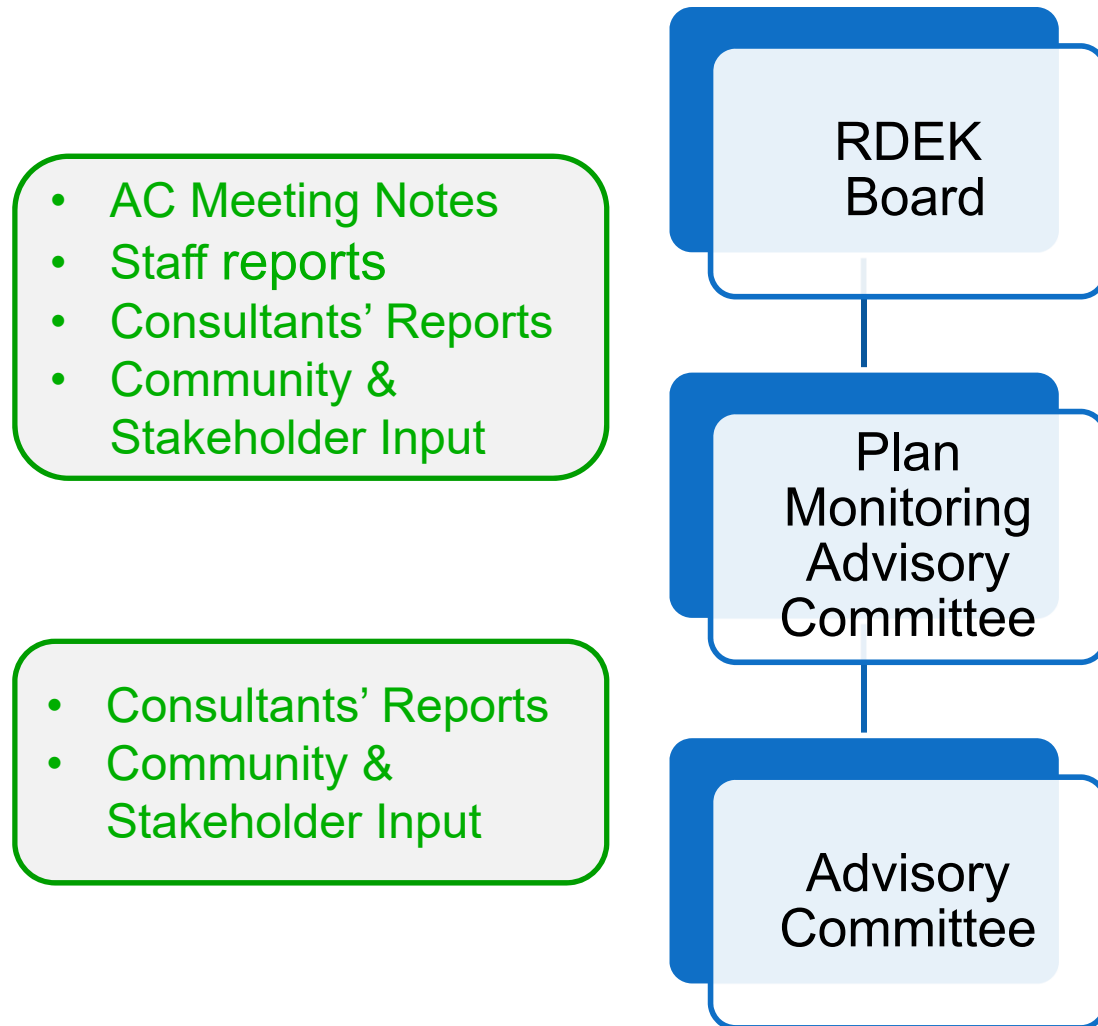 • AC Meeting Notes
• Staff reports
• Consultants’ Reports
• Community &
Stakeholder Input
• Consultants’ Reports
• Community &
Stakeholder Input
RDEK
Board
Plan
Monitoring
Advisory
Committee
Advisory
Committee